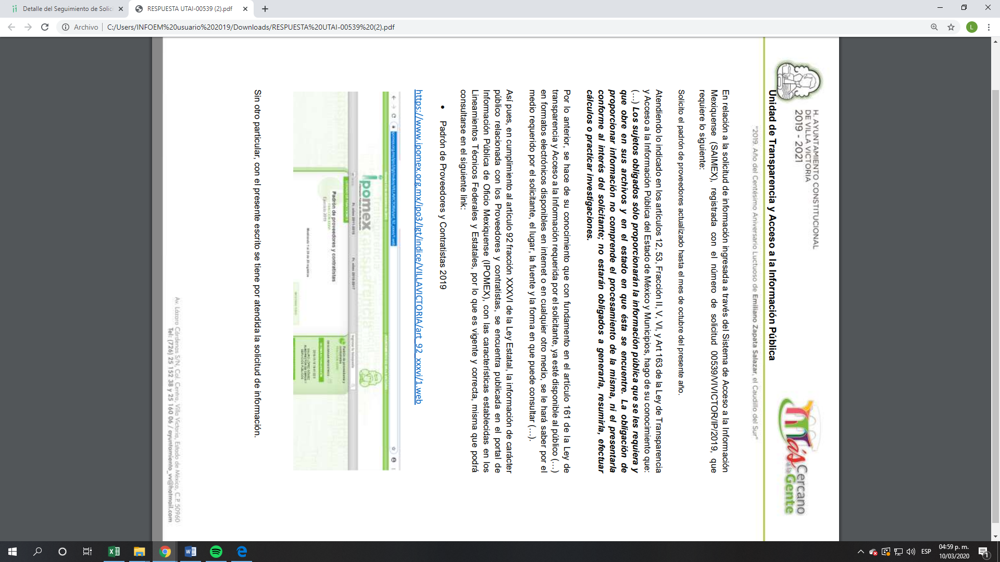 Detalle del Seguimiento de Solici
RESPUESTA UTAI-00539 (2).pdf
Archivo
C:/Users/INFOEM%20usuario%202019/Downloads/RESPUESTA%20UTAI-00539%20(2).pdf
L
H. AYUNTAMIENTO CONSTITUCIONAL
DE VILLA VICTORIA
2019 - 2021
más Cercano
a la Gente
Unidad de Transparencia y Acceso a la Información Pública
"2019. Año del Centésimo Aniversario Luctuoso de Emiliano Zapata Salazar, el Caudillo del Sur"
En relación a la solicitud de información ingresada a través del Sistema de Acceso a la Información
Mexiquense (SAIMEX), registrada con el número de solicitud 00539/VIVICTOR/IP/2019, que
requiere lo siguiente:
Solicito el padrón de proveedores actualizado hasta el mes de octubre del presente año.
Atendiendo lo indicado en los artículos 12, 53, Fracción II, V, VI, y Art 163 de la Ley de Transparencia
y Acceso a la Información Pública del Estado de México y Municipios, hago de su conocimiento que:
(…) Los sujetos obligados sólo proporcionarán la información pública que se les requiera y
que obre en sus archivos y en el estado en que ésta se encuentre. La obligación de
proporcionar información no comprende el procesamiento de la misma, ni el presentarla
conforme al interés del solicitante; no estarán obligados a generarla, resumirla, efectuar
cálculos o practicar investigaciones.
Por lo anterior, se hace de su conocimiento que con fundamento en el artículo 161 de la Ley de
transparencia y Acceso a la Información requerida por el solicitante, ya esté disponible al público (…)
en formatos electrónicos disponibles en internet o en cualquier otro medio, se le hará saber por el
medio requerido por el solicitante, el lugar, la fuente y la forma en que puede consultar (…).
Así pues, en cumplimiento al artículo 92 fracción XXXVI de la Ley Estatal, la información de carácter
público relacionada con los Proveedores y contratistas, se encuentra publicada en el portal de
Información Pública de Oficio Mexiquense (IPOMEX), con las características establecidas en los
Lineamientos Técnicos Federales y Estatales, por lo que es vigente y correcta, misma que podrá
consultarse en el siguiente link:
• Padrón de Proveedores y Contratistas 2019
https://www.ipomex.org.mx/ipo3/lgt/indice/VILLAVICTORIA/art_92_xxxvi/1.web
ipomex
Padrón de proveedores y contratistas
Ejercicio 2019
Sin otro particular, con el presente escrito se tiene por atendida la solicitud de información.
Av. Lázaro Cárdenas S/N, Col. Centro, Villa Victoria, Estado de México, C.P. 50960
Tel: (726) 25 152 38 y 25 160 06 / ayuntamiento_vv@hotmail.com
ESP
04:59 p. m.
10/03/2020
1